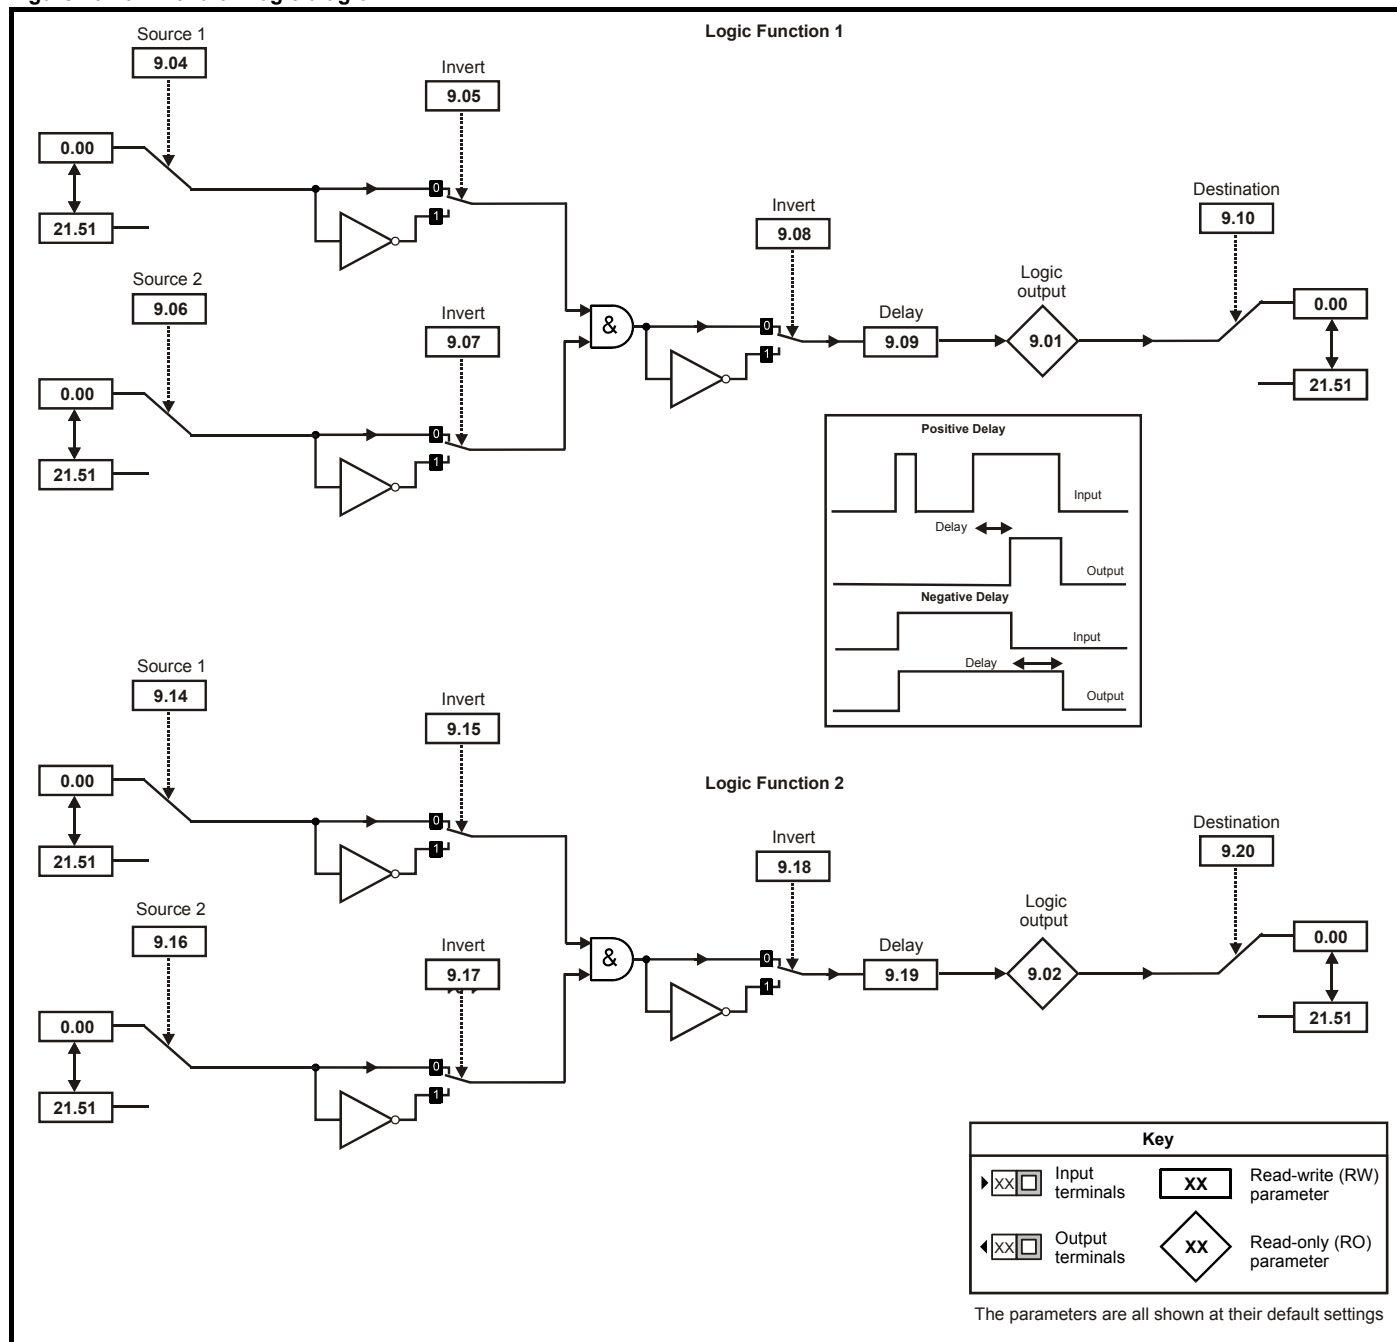 Logic Function 1
Source 1
9.04
Invert
9.05
0.00
21.51
0
1
Source 2
9.06
Invert
9.07
0.00
21.51
0
1
&
Invert
9.08
0
1
Delay
9.09
Logic
output
9.01
Destination
9.10
0.00
21.51
Positive Delay
Input
Delay
Output
Negative Delay
Input
Delay
Output
Logic Function 2
Source 1
9.14
Invert
9.15
0.00
21.51
0
1
Source 2
9.16
Invert
9.17
0.00
21.51
0
1
&
Invert
9.18
0
1
Delay
9.19
Logic
output
9.02
Destination
9.20
0.00
21.51
Key
XX
Input
terminals
XX
Read-write (RW)
parameter
XX
Output
terminals
XX
Read-only (RO)
parameter
The parameters are all shown at their default settings